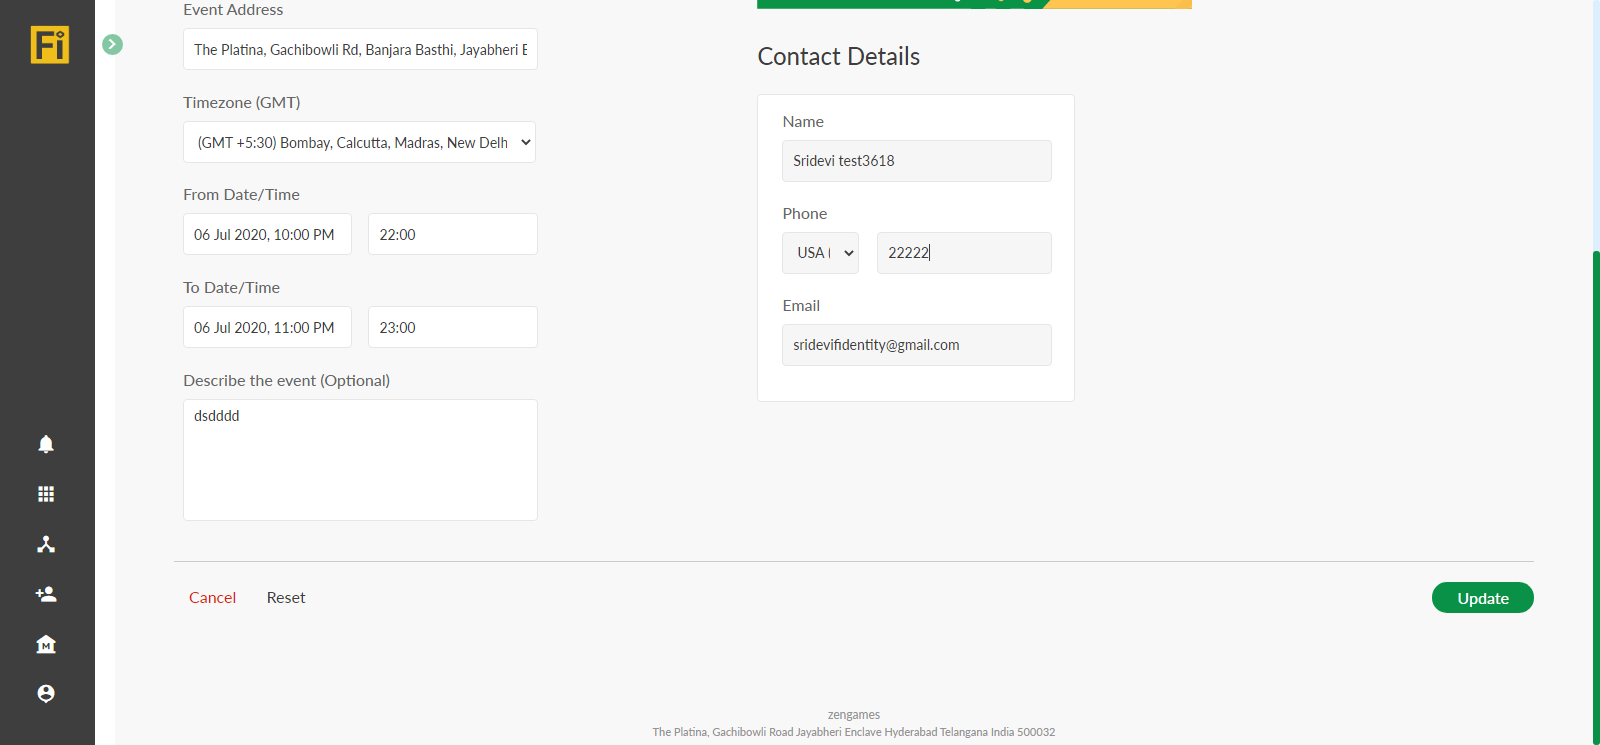 Fi
Event Address
The Platina, Gachibowli Rd, Banjara Basthi, Jayabheri E
Timezone (GMT)
(GMT +5:30) Bombay, Calcutta, Madras, New Delh
From Date/Time
06 Jul 2020, 10:00 PM 22:00
To Date/Time
06 Jul 2020, 11:00 PM 23:00
Describe the event (Optional)
dsdddd
Contact Details
Name
Sridevi test3618
Phone
USA ( 22222
Email
sridevifidentity@gmail.com
Cancel Reset Update
M
zengames
The Platina, Gachibowli Road Jayabheri Enclave Hyderabad Telangana India 500032